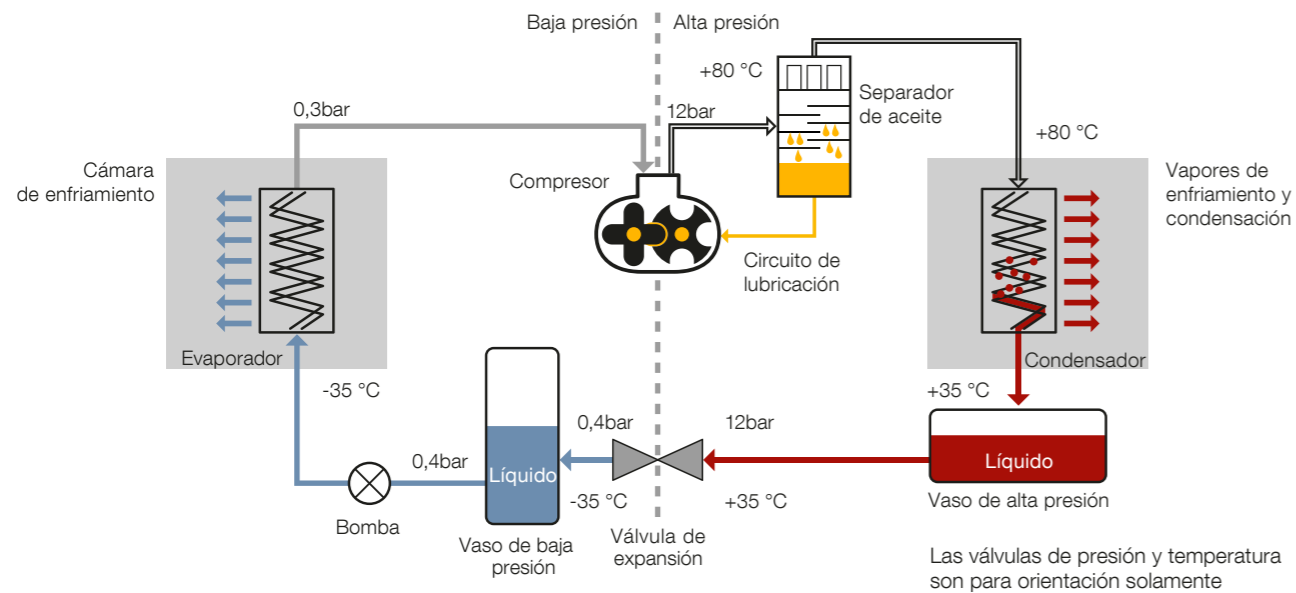 Baja presión
Alta presión
+80 °C
Separador
de aceite
0,3bar
12bar
+80 °C
Cámara
de enfriamiento
Compresor
Vapores de
enfriamiento y
condensación
Circuito de
lubricación
Evaporador
Condensador
-35 °C
+35 °C
0,4bar
12bar
0,4bar
Líquido
Líquido
-35 °C
+35 °C
Vaso de alta presión
Bomba
Vaso de baja
presión
Válvula de
expansión
Las válvulas de presión y temperatura
son para orientación solamente